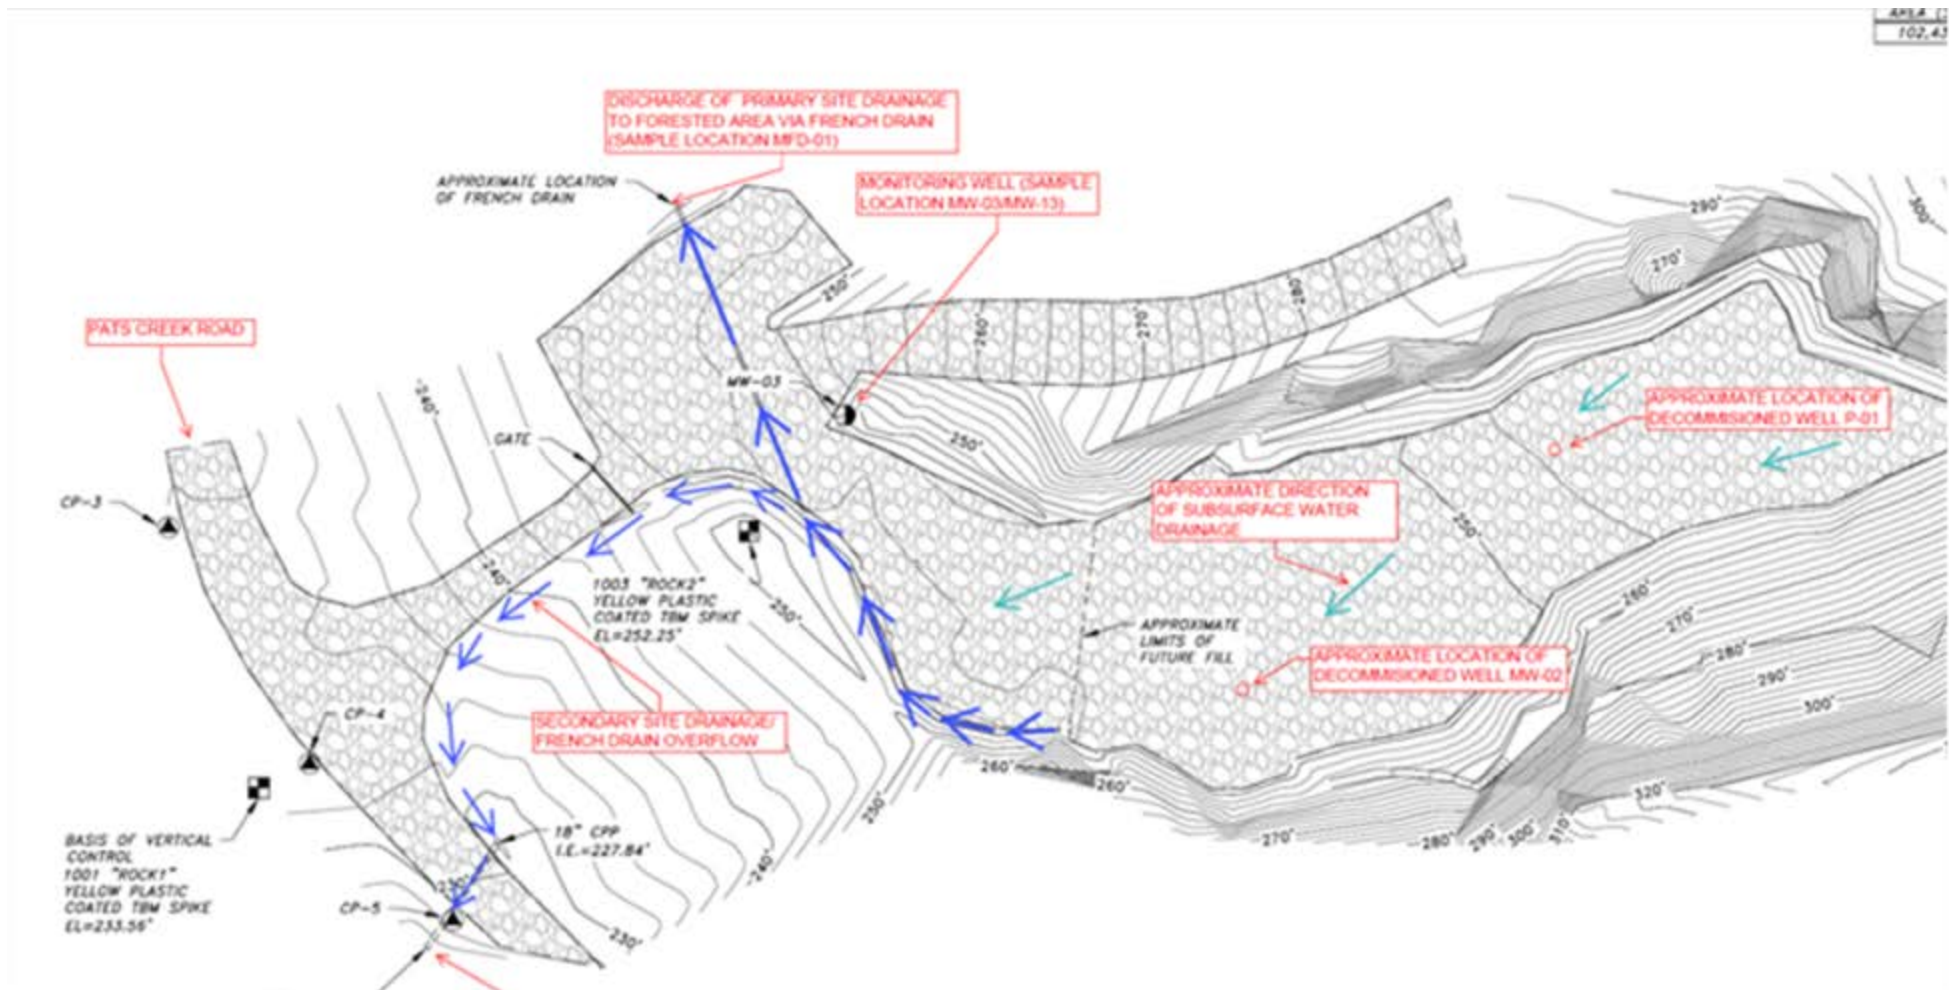 AREA
102,43
DISCHARGE OF PRIMARY SITE DRAINAGE
TO FORESTED AREA VIA FRENCH DRAIN
(SAMPLE LOCATION MFD-01)
APPROXIMATE LOCATION
OF FRENCH DRAIN
MONITORING WELL (SAMPLE
LOCATION MW-03/MW-13)
290'
300'
270'
250'
260'
270'
280'
PATS CREEK ROAD
MW-03
-240'
GATE
250'
APPROXIMATE LOCATION OF
DECOMMISIONED WELL P-01
CP-3
APPROXIMATE DIRECTION
OF SUBSURFACE WATER
DRAINAGE
250'
240'
1003 "ROCK2"
YELLOW PLASTIC
COATED TBM SPIKE
EL=252.25'
250'
260'
270'
280'
290'
300'
APPROXIMATE
LIMITS OF
FUTURE FILL
APPROXIMATE LOCATION OF
DECOMMISIONED WELL MW-02
CP-4
SECONDARY SITE DRAINAGE/
FRENCH DRAIN OVERFLOW
260'
260'
250'
320'
270'
280'
290'
300'
310'
18" CPP
I.E.=227.84'
240'
BASIS OF VERTICAL
CONTROL
1001 "ROCK1"
YELLOW PLASTIC
COATED TBM SPIKE
EL=233.56'
230'
CP-5
230'